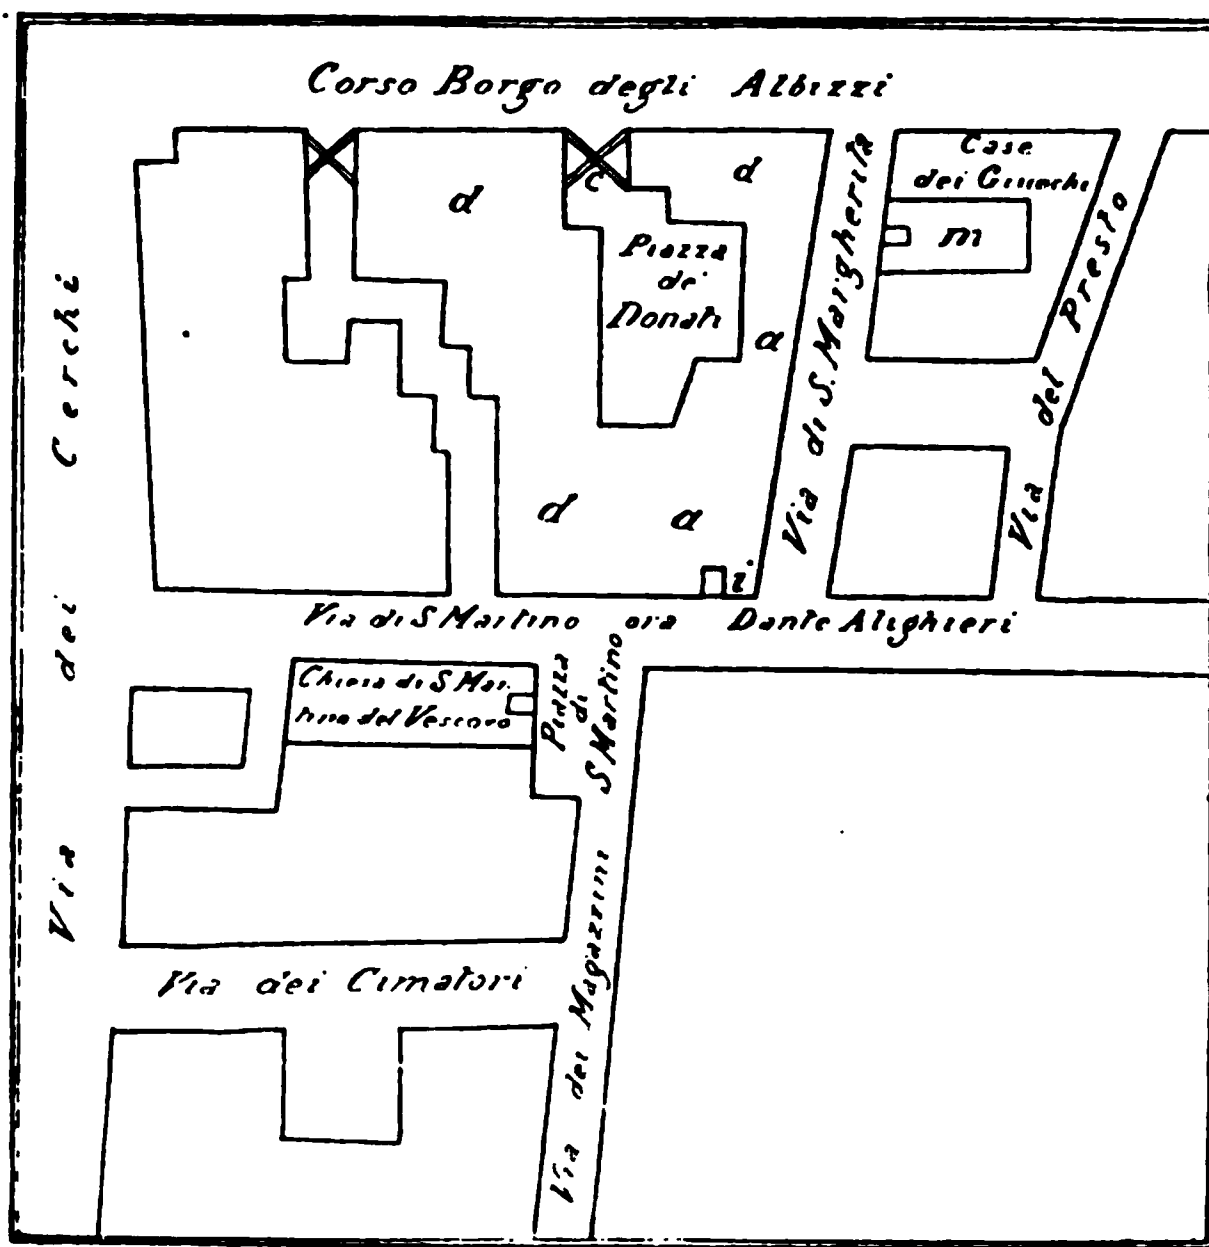 Corso Borgo degli Albizzi
Case
dei Giuochi
d
c
d
m
Piazza
de'
Donati
a
Via di S. Margherita
Via del Presto
d
a
i.
Via dei Cerchi
Via di S Martino ora Dante Alighieri
Chiesa di S Mar.
tino del Vescovo
Piazza
di
S Martino
Via dei Cimatori
Via dei Magazzini